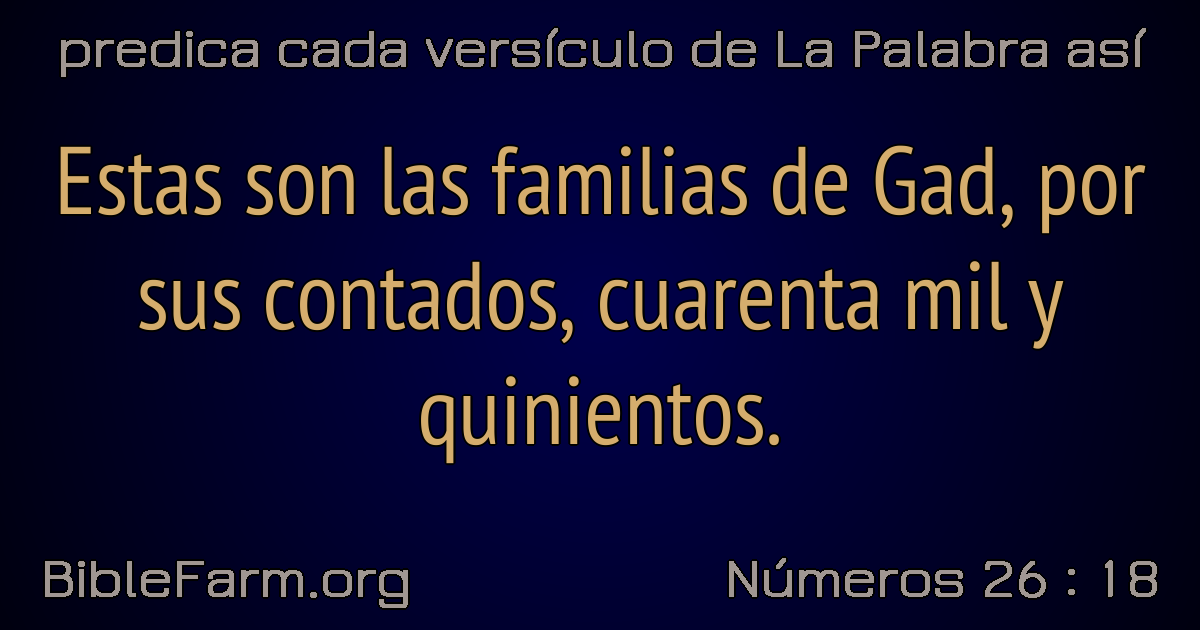 predica cada versículo de La Palabra así
Estas son las familias de Gad, por
sus contados, cuarenta mil y
quinientos.
BibleFarm.org
Números 26 : 18